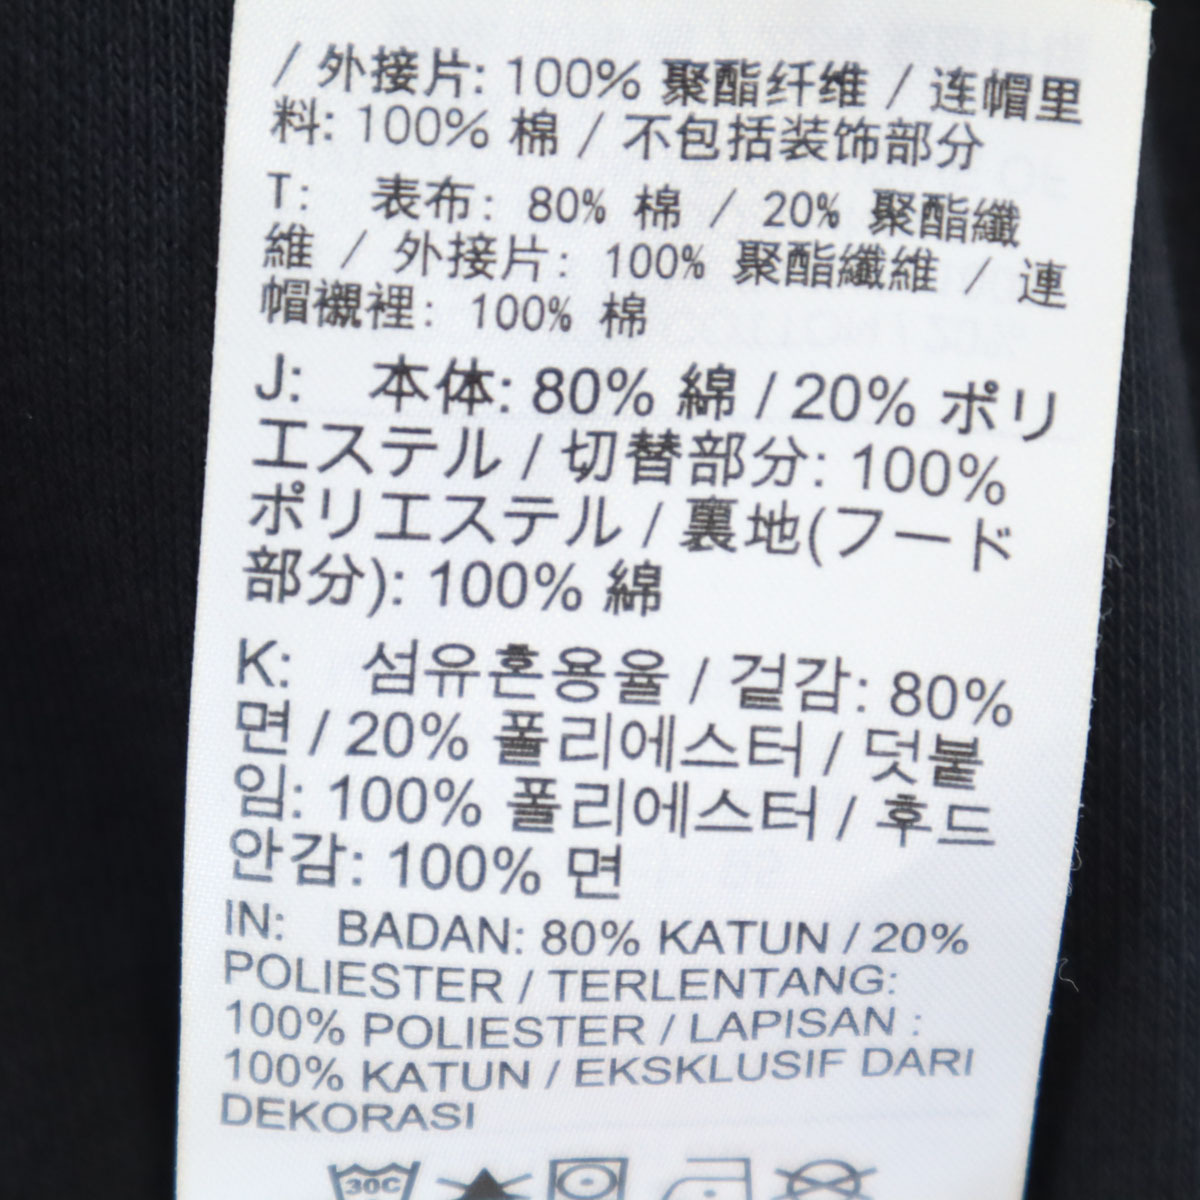 / 外接片: 100% 聚酯纤维 / 连帽里
料: 100% 棉 / 不包括装饰部分
T: 表布: 80% 棉 / 20% 聚酯纖
維 / 外接片: 100% 聚酯纖維 / 連
帽襯裡: 100% 棉
J: 本体: 80% 綿 / 20% ポリ
エステル / 切替部分: 100%
ポリエステル / 裏地(フード
部分): 100% 綿
K: 섬유혼용율 / 겉감: 80%
면 / 20% 폴리에스터 / 덧붙
임: 100% 폴리에스터 / 후드
안감: 100% 면
IN: BADAN: 80% KATUN / 20%
POLIESTER / TERLENTANG:
100% POLIESTER / LAPISAN :
100% KATUN / EKSKLUSIF DARI
DEKORASI
30C